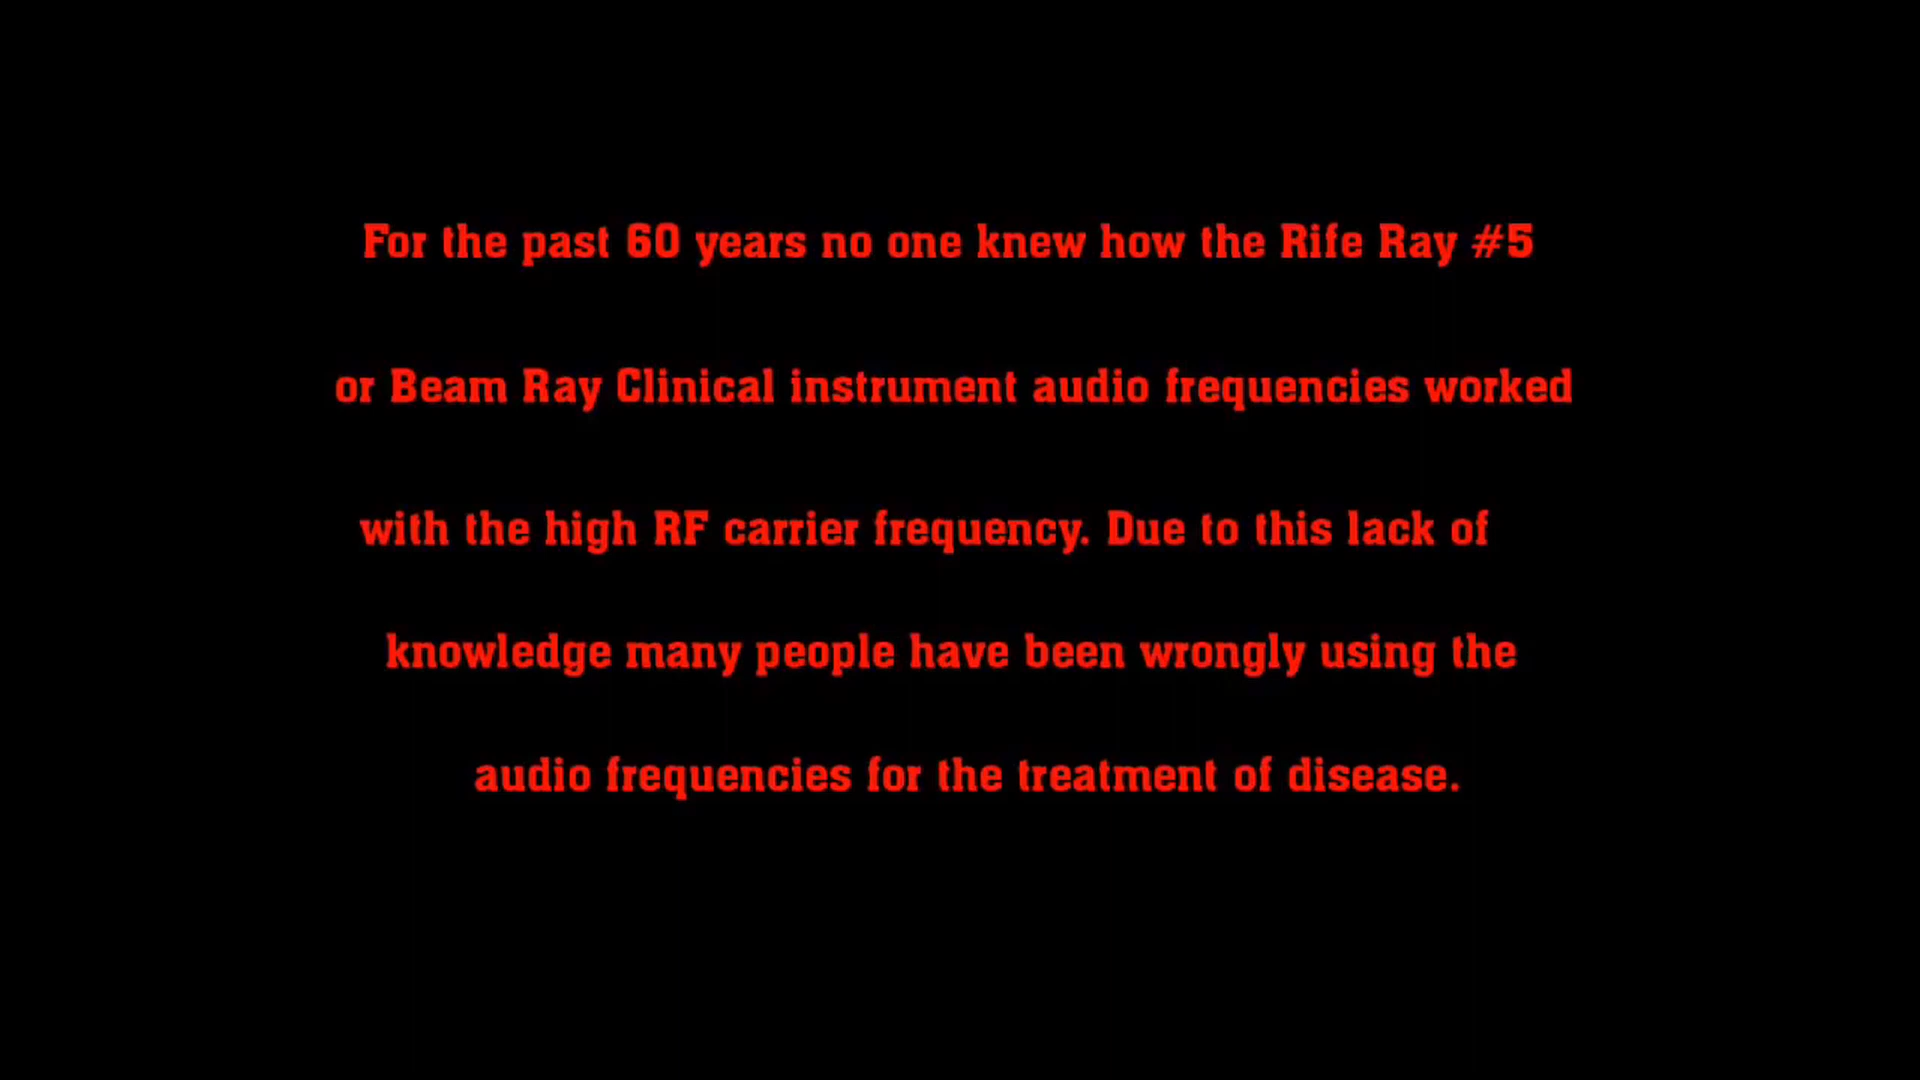 For the past 60 years no one knew how the Rife Ray #5
or Beam Ray Clinical instrument audio frequencies worked
with the high RF carrier frequency. Due to this lack of
knowledge many people have been wrongly using the
audio frequencies for the treatment of disease.